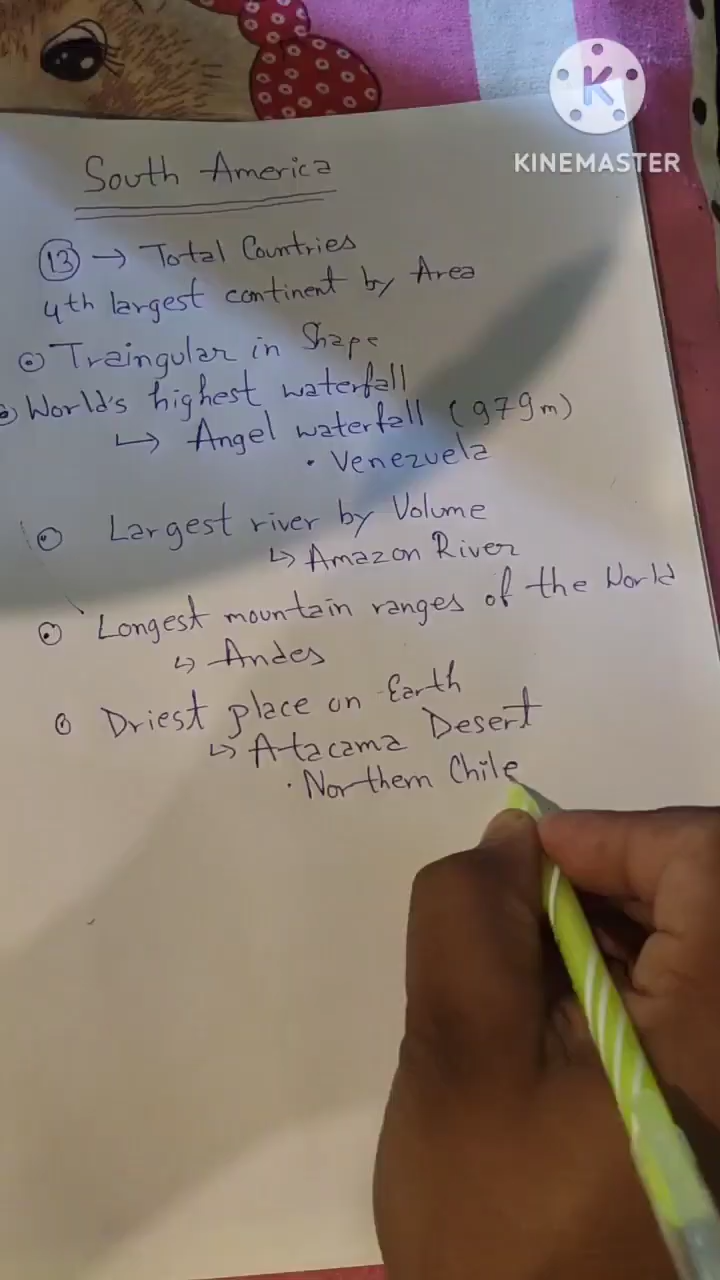 KINEMASTER
South America
13 → Total Countries
4th largest continent by Area
Traingular in Shape
World's highest waterfall
↳ Angel waterfall (979m)
• Venezuela
Largest river by Volume
↳ Amazon River
Longest mountain ranges of the World
↳ Andes
Driest place on Earth
↳ Atacama Desert
• Northern Chile